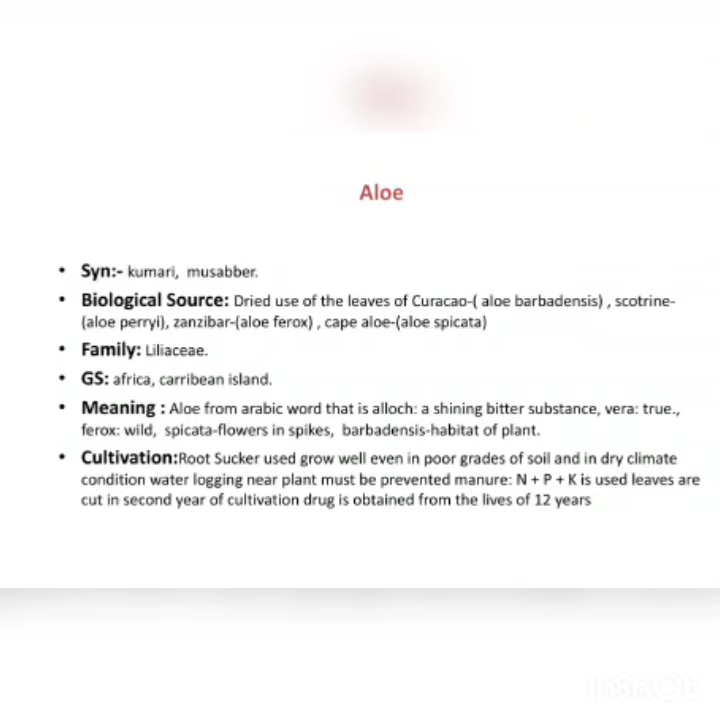 Aloe
• Syn:- kumari, musabber.
• Biological Source: Dried use of the leaves of Curacao-( aloe barbadensis) , scotrine-
(aloe perryi), zanzibar-(aloe ferox) , cape aloe-(aloe spicata)
• Family: Liliaceae.
• GS: africa, carribean island.
• Meaning : Aloe from arabic word that is alloch: a shining bitter substance, vera: true.,
ferox: wild, spicata-flowers in spikes, barbadensis-habitat of plant.
• Cultivation:Root Sucker used grow well even in poor grades of soil and in dry climate
condition water logging near plant must be prevented manure: N + P + K is used leaves are
cut in second year of cultivation drug is obtained from the lives of 12 years